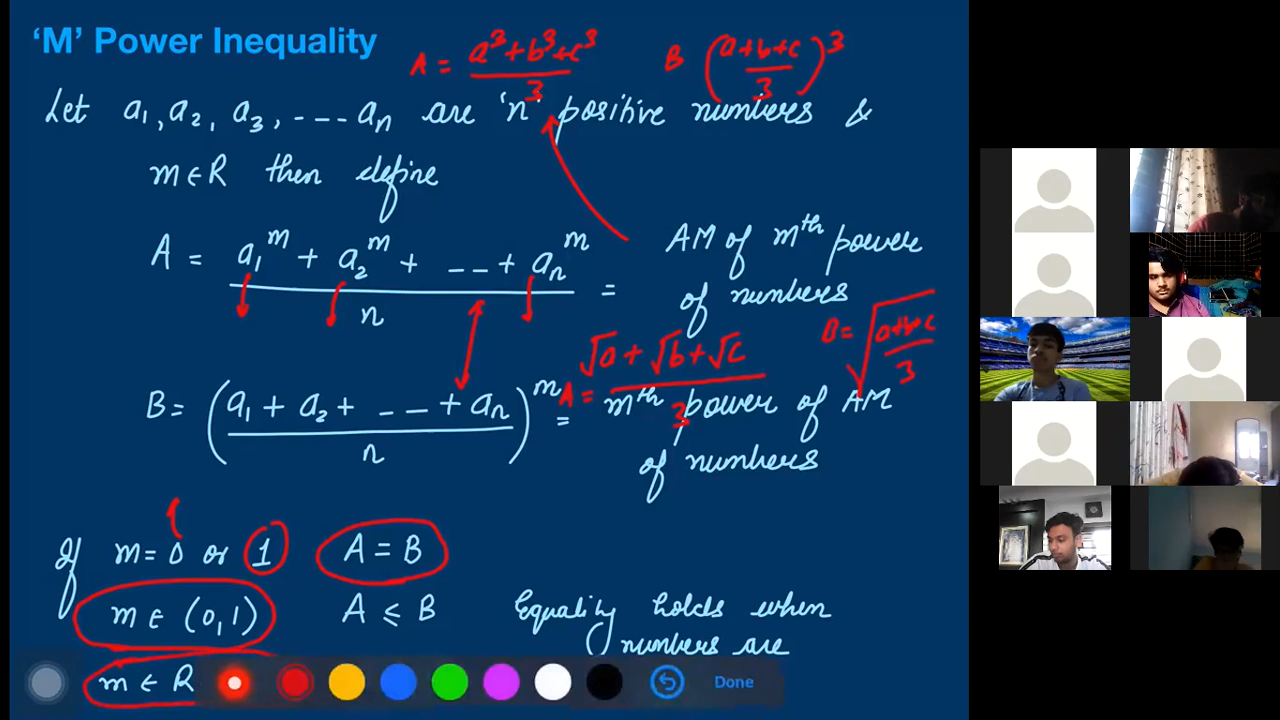 ‘M’ Power Inequality
A = a³+b³+c³ / 3
B (a+b+c / 3)³
Let a₁, a₂, a₃, --- aₙ are 'n' positive numbers &
m∈R then define
A = a₁ᵐ + a₂ᵐ + -- + aₙᵐ / n = AM of mᵗʰ power
of numbers
A = √a + √b + √c / 3
B = √(a+b+c / 3)
B = (a₁ + a₂ + -- + aₙ / n)ᵐ = mᵗʰ power of AM
of numbers
If m = 0 or 1 A = B
m ∈ (0,1) A ≤ B Equality holds when
numbers are
m ∈ R
Done